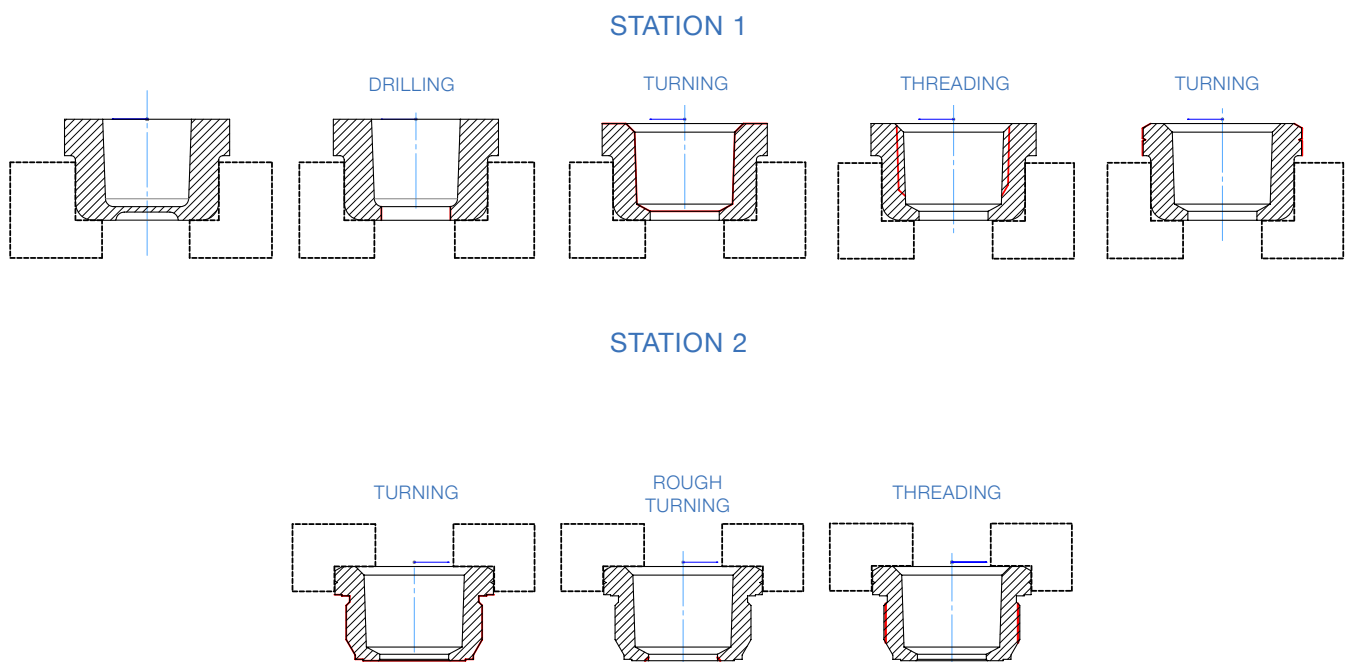 STATION 1
DRILLING
TURNING
THREADING
TURNING
STATION 2
TURNING
ROUGH
TURNING
THREADING